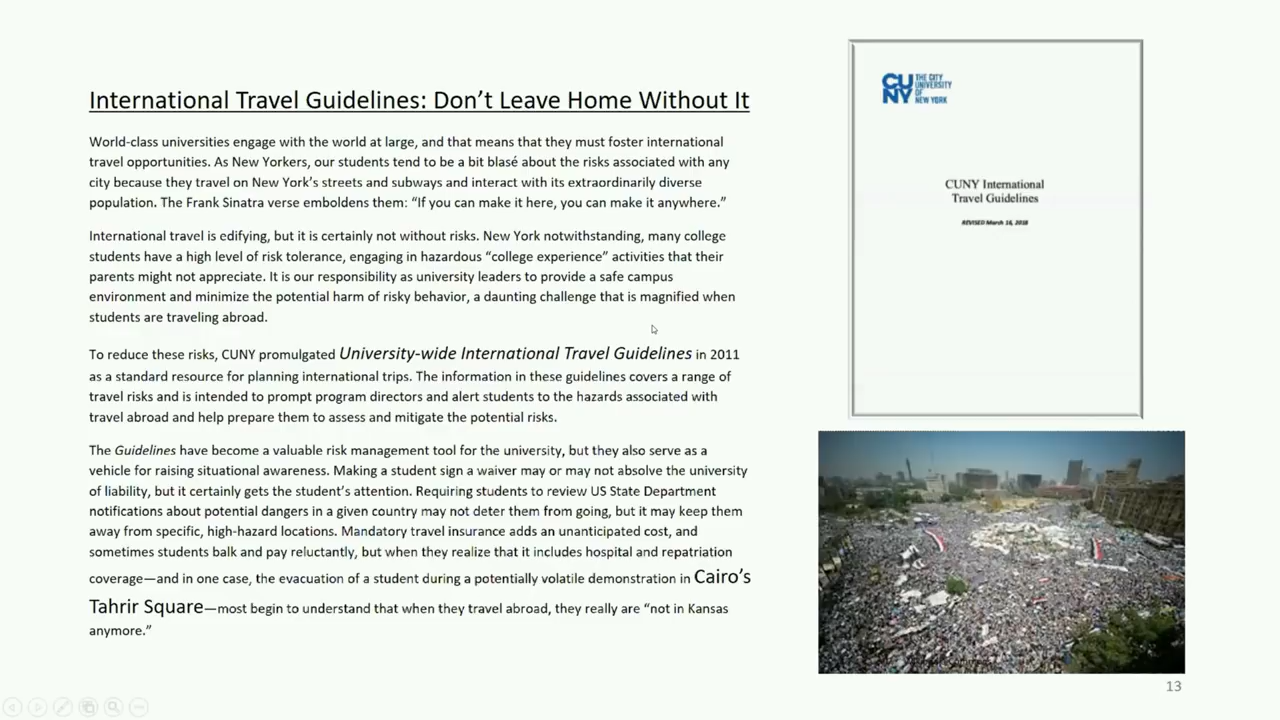 International Travel Guidelines: Don’t Leave Home Without It
World-class universities engage with the world at large, and that means that they must foster international
travel opportunities. As New Yorkers, our students tend to be a bit blasé about the risks associated with any
city because they travel on New York’s streets and subways and interact with its extraordinarily diverse
population. The Frank Sinatra verse emboldens them: “If you can make it here, you can make it anywhere.”
International travel is edifying, but it is certainly not without risks. New York notwithstanding, many college
students have a high level of risk tolerance, engaging in hazardous “college experience” activities that their
parents might not appreciate. It is our responsibility as university leaders to provide a safe campus
environment and minimize the potential harm of risky behavior, a daunting challenge that is magnified when
students are traveling abroad.
To reduce these risks, CUNY promulgated University-wide International Travel Guidelines in 2011
as a standard resource for planning international trips. The information in these guidelines covers a range of
travel risks and is intended to prompt program directors and alert students to the hazards associated with
travel abroad and help prepare them to assess and mitigate the potential risks.
The Guidelines have become a valuable risk management tool for the university, but they also serve as a
vehicle for raising situational awareness. Making a student sign a waiver may or may not absolve the university
of liability, but it certainly gets the student’s attention. Requiring students to review US State Department
notifications about potential dangers in a given country may not deter them from going, but it may keep them
away from specific, high-hazard locations. Mandatory travel insurance adds an unanticipated cost, and
sometimes students balk and pay reluctantly, but when they realize that it includes hospital and repatriation
coverage—and in one case, the evacuation of a student during a potentially volatile demonstration in Cairo’s
Tahrir Square—most begin to understand that when they travel abroad, they really are “not in Kansas
anymore.”
CU
NY
THE CITY
UNIVERSITY
OF
NEW YORK
CUNY International
Travel Guidelines
REVISED March 16, 2018
13